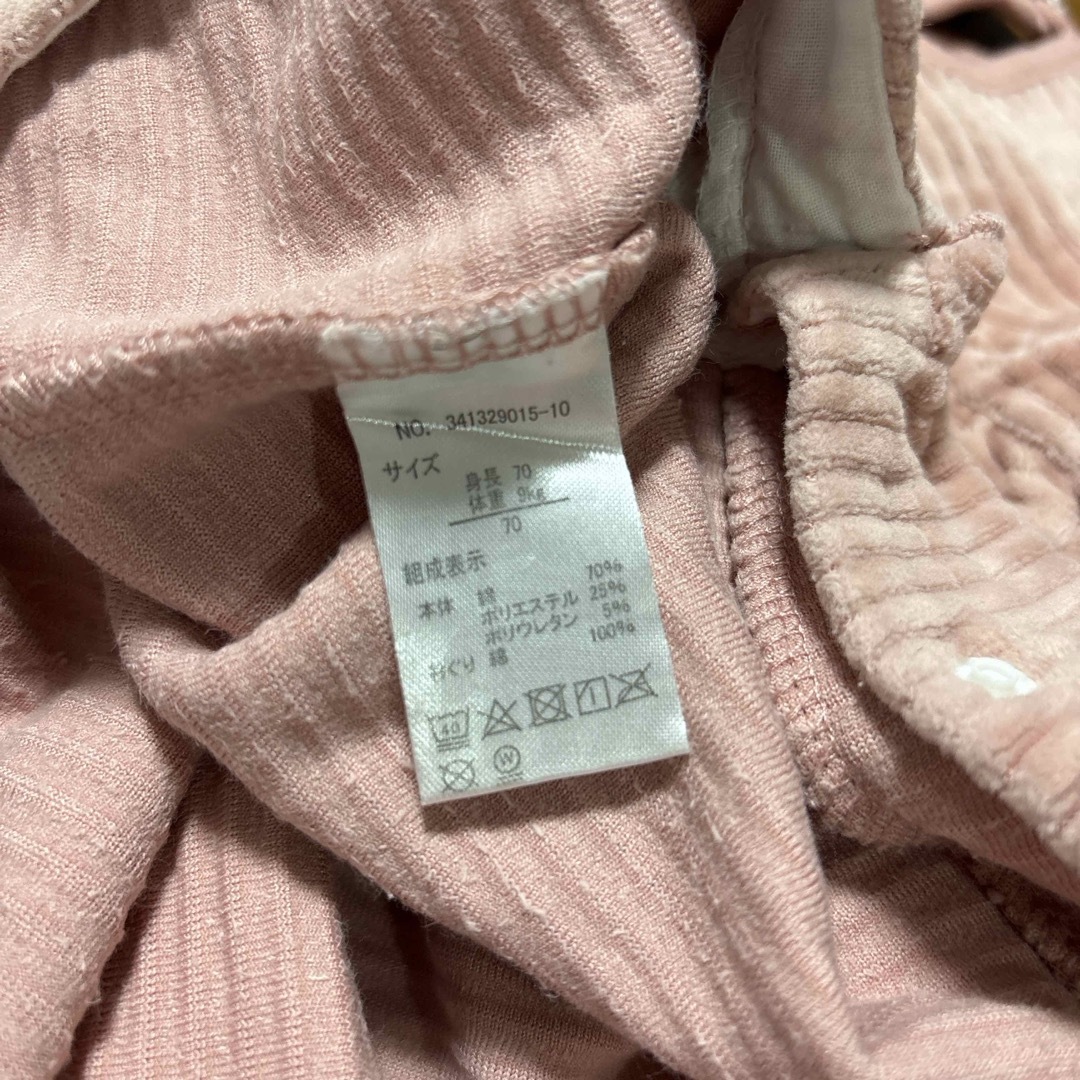 NO. 341329015-10
サイズ
身長 70
体重 9kg
70
組成表示
本体 綿 70%
ポリエステル 25%
ポリウレタン 5%
衿ぐり 綿 100%
40
W